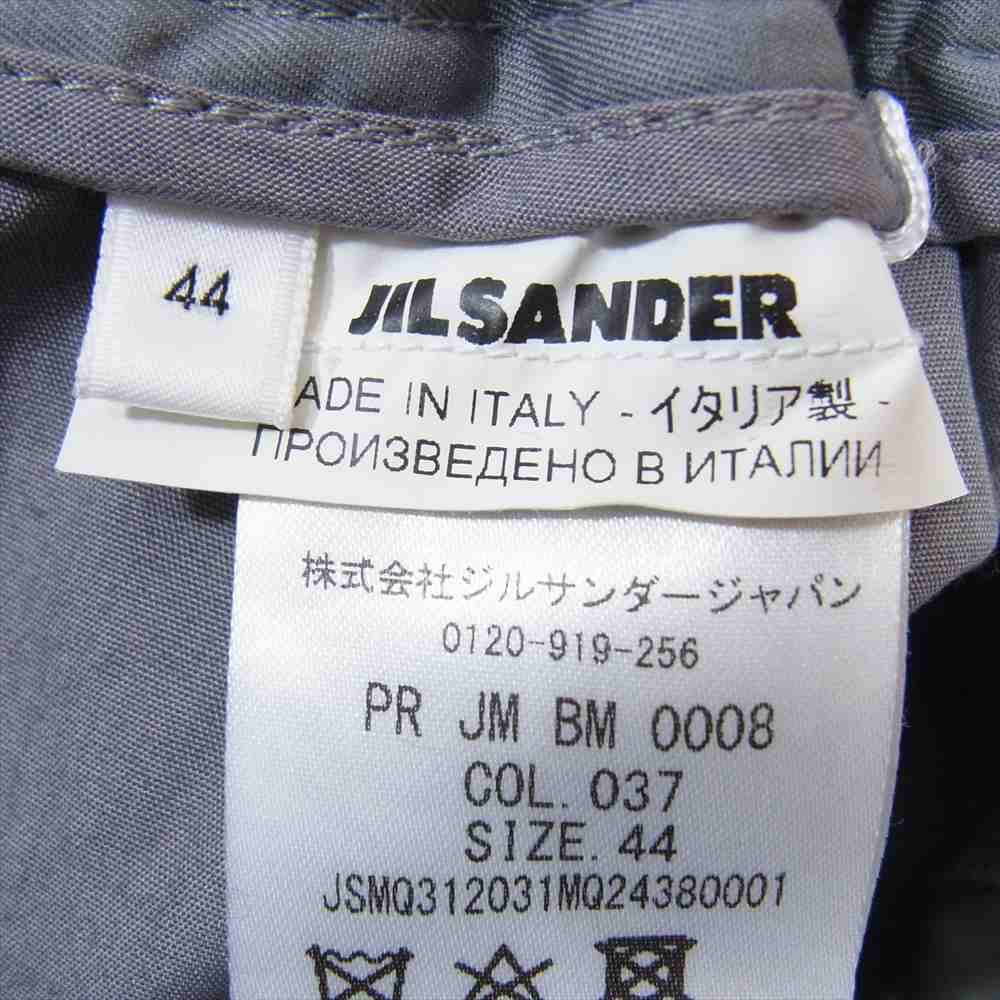 44
JIL SANDER
ADE IN ITALY - イタリア製 -
ПРОИЗВЕДЕНО В ИТАЛИИ
株式会社ジルサンダージャパン
0120-919-256
PR JM BM 0008
COL. 037
SIZE. 44
JSMQ312031MQ24380001